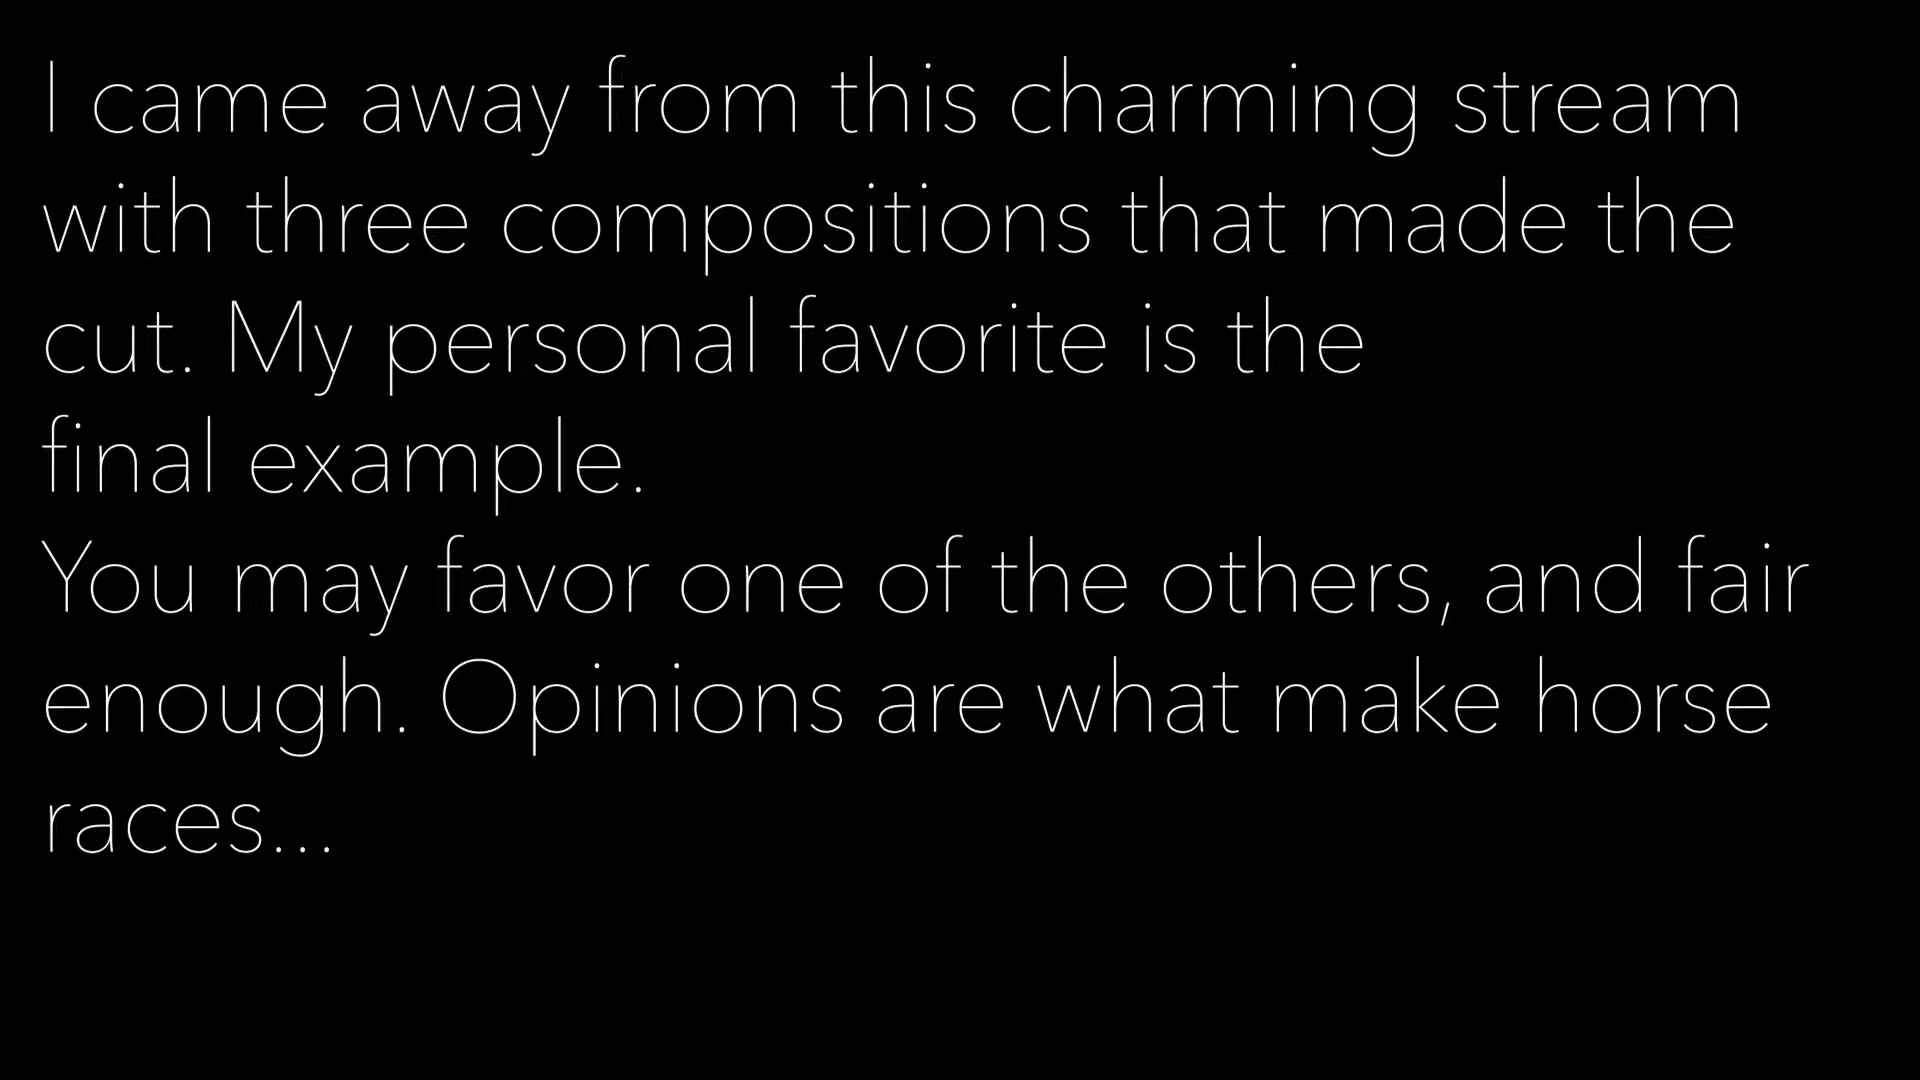 I came away from this charming stream
with three compositions that made the
cut. My personal favorite is the
final example.
You may favor one of the others, and fair
enough. Opinions are what make horse
races...